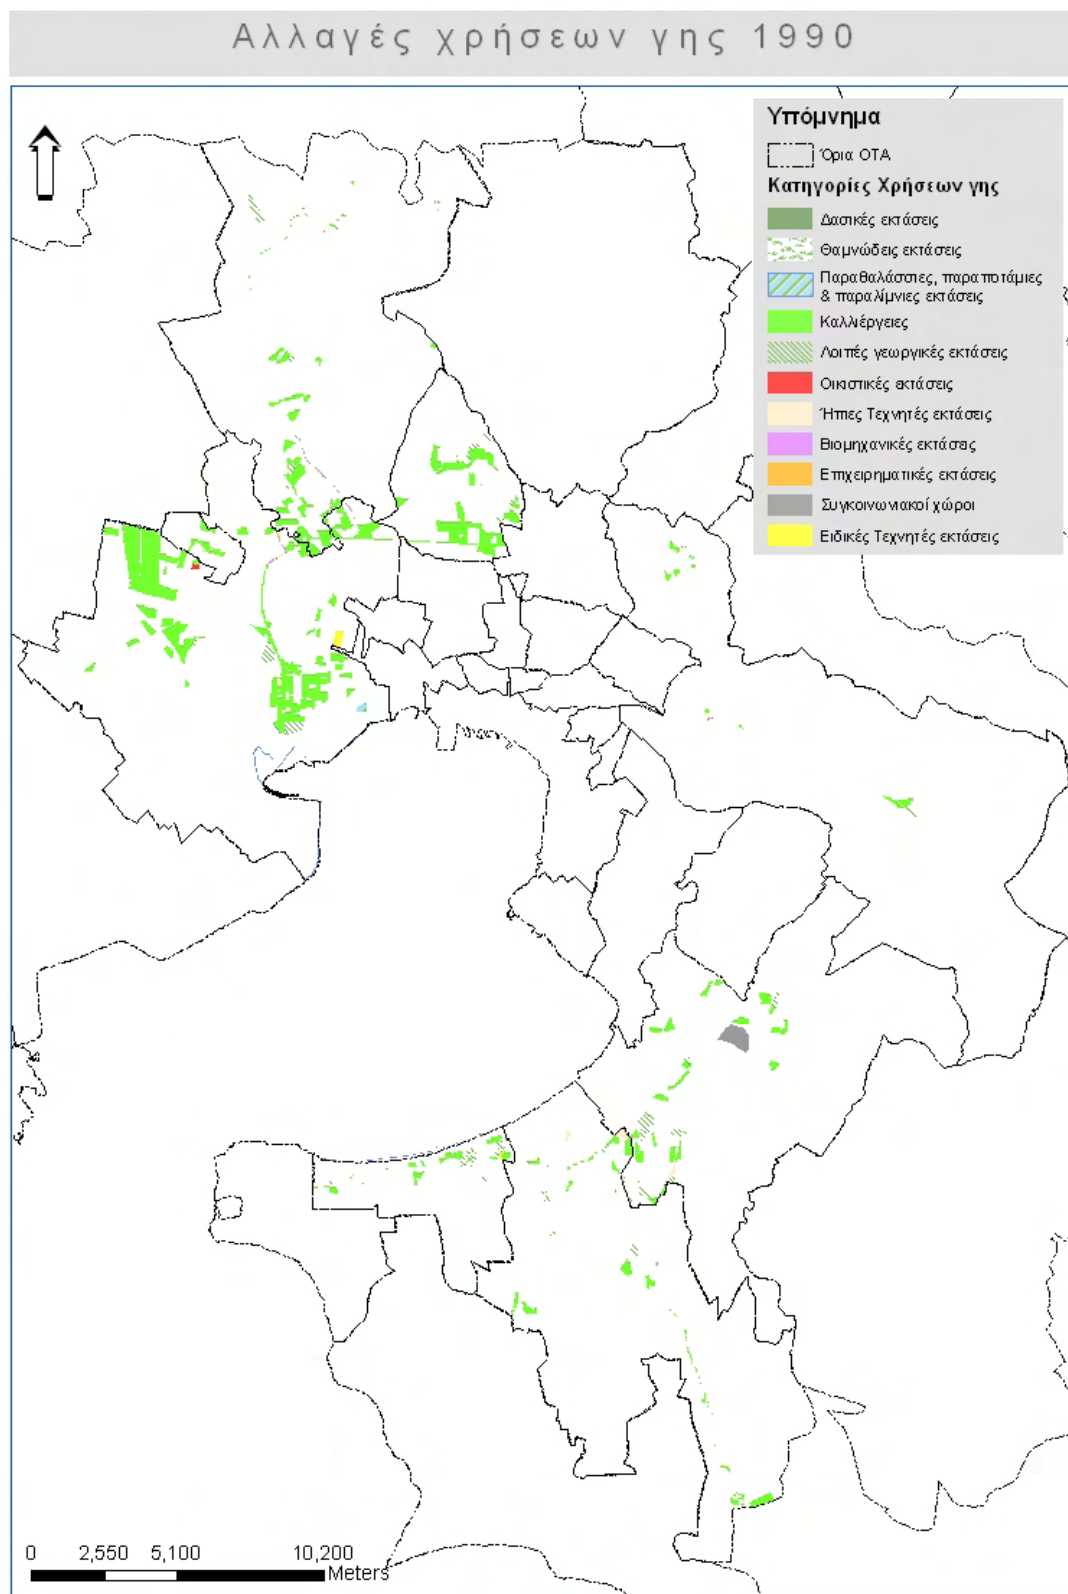 Αλλαγές χρήσεων γης 1990
Υπόμνημα
Όρια ΟΤΑ
Κατηγορίες Χρήσεων γης
Δασικές εκτάσεις
Θαμνώδεις εκτάσεις
Παραθαλάσσιες, παραποτάμιες
& παραλίμνιες εκτάσεις
Καλλιέργειες
Λοιπές γεωργικές εκτάσεις
Οικιστικές εκτάσεις
Ήπιες Τεχνητές εκτάσεις
Βιομηχανικές εκτάσεις
Επιχειρηματικές εκτάσεις
Συγκοινωνιακοί χώροι
Ειδικές Τεχνητές εκτάσεις
0 2,550 5,100 10,200
Meters